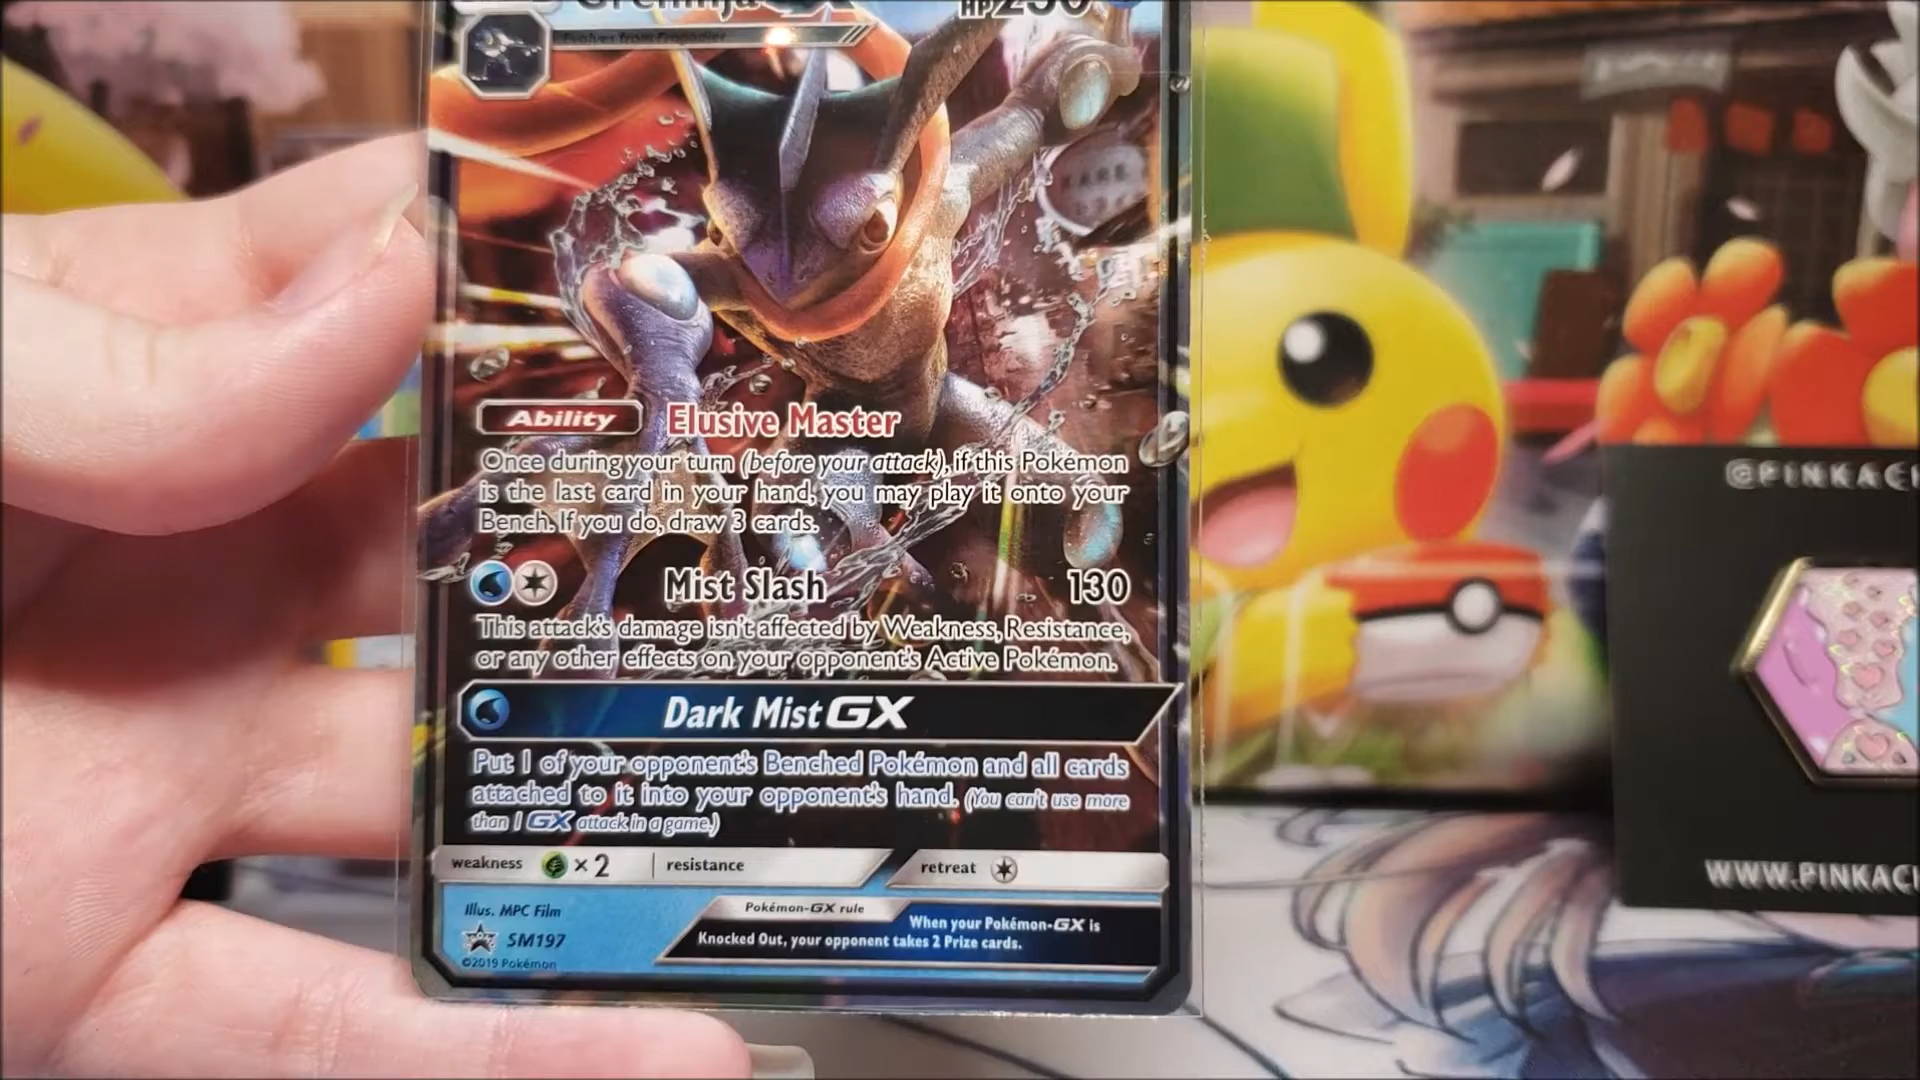 Greninja GX HP230
Evolves from Frogadier
Ability Elusive Master
Once during your turn (before your attack), if this Pokémon
is the last card in your hand, you may play it onto your
Bench. If you do, draw 3 cards.
Mist Slash 130
This attack's damage isn't affected by Weakness, Resistance,
or any other effects on your opponent's Active Pokémon.
Dark Mist GX
Put 1 of your opponent's Benched Pokémon and all cards
attached to it into your opponent's hand. (You can't use more
than 1 GX attack in a game.)
weakness ×2 resistance retreat
Illus. MPC Film
SM197
©2019 Pokémon
Pokémon-GX rule
When your Pokémon-GX is
Knocked Out, your opponent takes 2 Prize cards.
@PINKACH
WWW.PINKACH